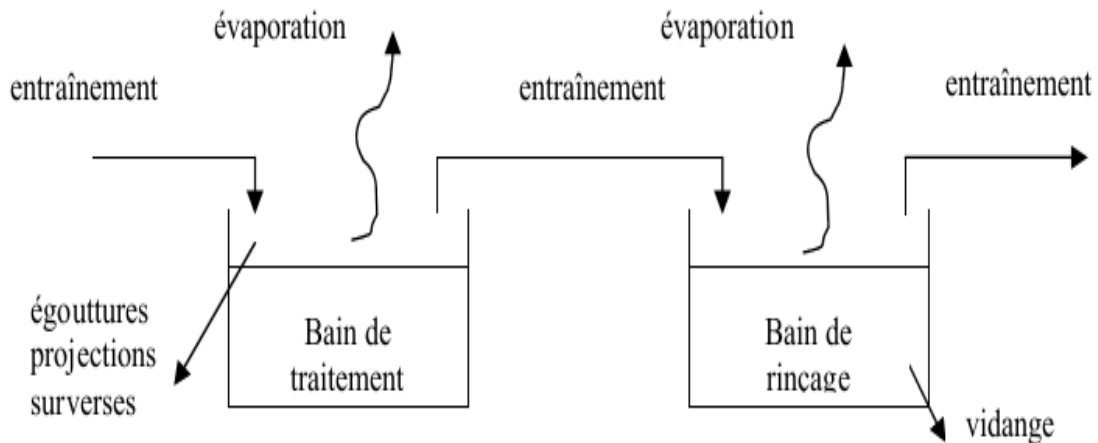 évaporation
évaporation
entraînement
entraînement
entraînement
égouttures
projections
surverses
Bain de
traitement
Bain de
rinçage
vidange